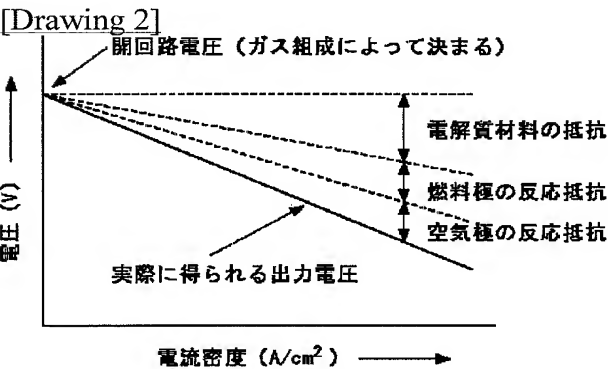 [Drawing 2]
開回路電圧（ガス組成によって決まる）
電解質材料の抵抗
燃料極の反応抵抗
空気極の反応抵抗
電圧（V）
実際に得られる出力電圧
電流密度（A/cm²）